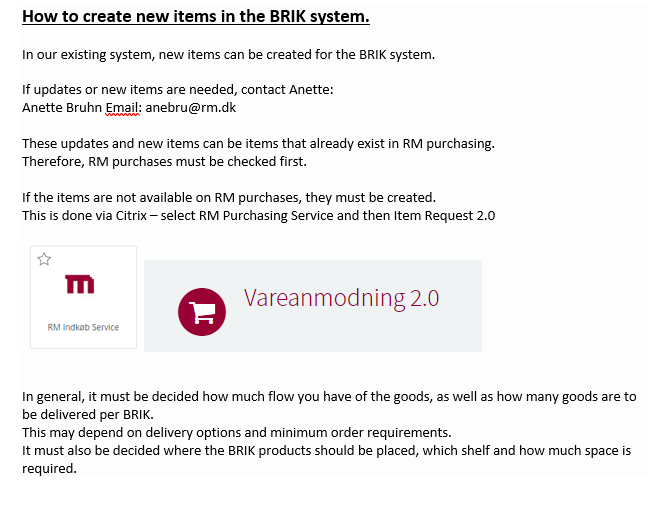 How to create new items in the BRIK system.
In our existing system, new items can be created for the BRIK system.
If updates or new items are needed, contact Anette:
Anette Bruhn Email: anebru@rm.dk
These updates and new items can be items that already exist in RM purchasing.
Therefore, RM purchases must be checked first.
If the items are not available on RM purchases, they must be created.
This is done via Citrix – select RM Purchasing Service and then Item Request 2.0
m
RM Indkøb Service
Vareanmodning 2.0
In general, it must be decided how much flow you have of the goods, as well as how many goods are to
be delivered per BRIK.
This may depend on delivery options and minimum order requirements.
It must also be decided where the BRIK products should be placed, which shelf and how much space is
required.